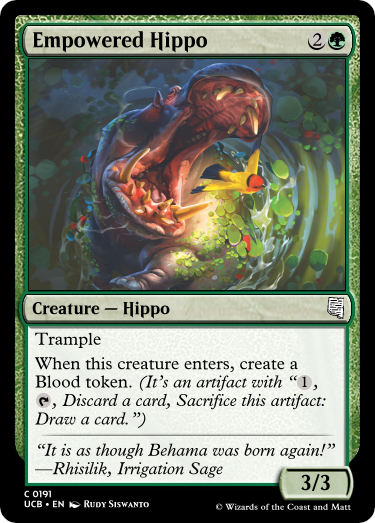 Empowered Hippo 2
Creature — Hippo
Trample
When this creature enters, create a
Blood token. (It's an artifact with “1,
, Discard a card, Sacrifice this artifact:
Draw a card.”)
“It is as though Behama was born again!”
—Rhisilik, Irrigation Sage
3/3
C 0191
UCB • EN Rudy Siswanto
© Wizards of the Coast and Matt